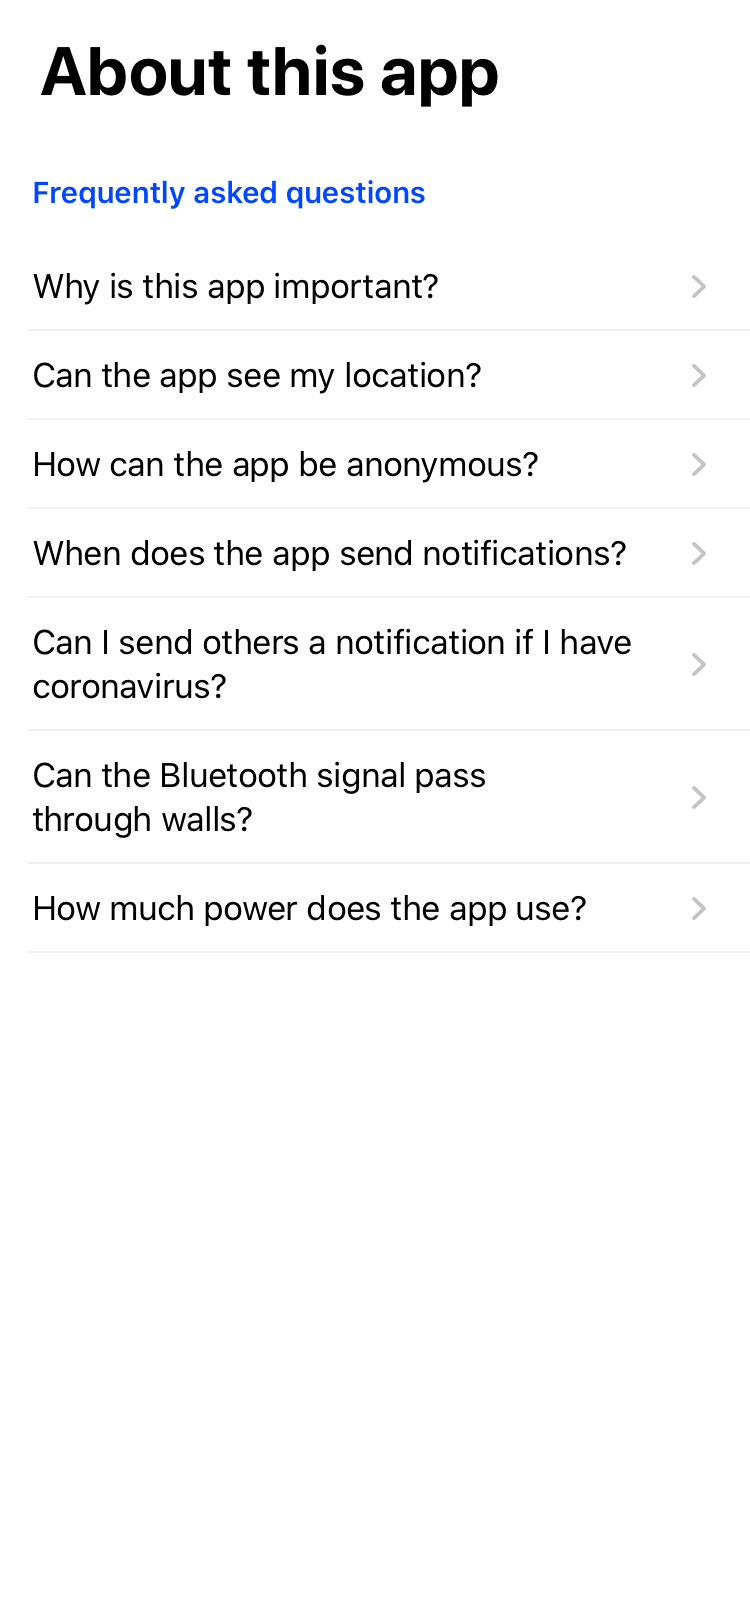 About this app
Frequently asked questions
Why is this app important?
Can the app see my location?
How can the app be anonymous?
When does the app send notifications?
Can I send others a notification if I have
coronavirus?
Can the Bluetooth signal pass
through walls?
How much power does the app use?